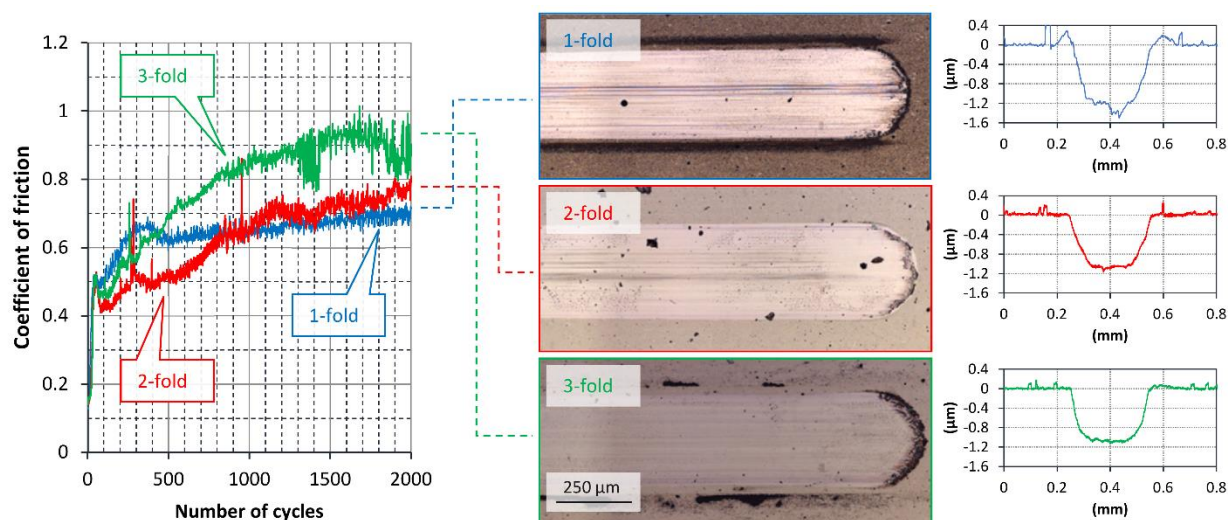 Coefficient of friction
1.2
1
0.8
0.6
0.4
0.2
0
0
500
1000
1500
2000
Number of cycles
3-fold
1-fold
2-fold
1-fold
2-fold
3-fold
250 µm
(µm)
0.4
0
-0.4
-0.8
-1.2
-1.6
0 0.2 0.4 0.6 0.8
(mm)
(µm)
0.4
0
-0.4
-0.8
-1.2
-1.6
0 0.2 0.4 0.6 0.8
(mm)
(µm)
0.4
0
-0.4
-0.8
-1.2
-1.6
0 0.2 0.4 0.6 0.8
(mm)